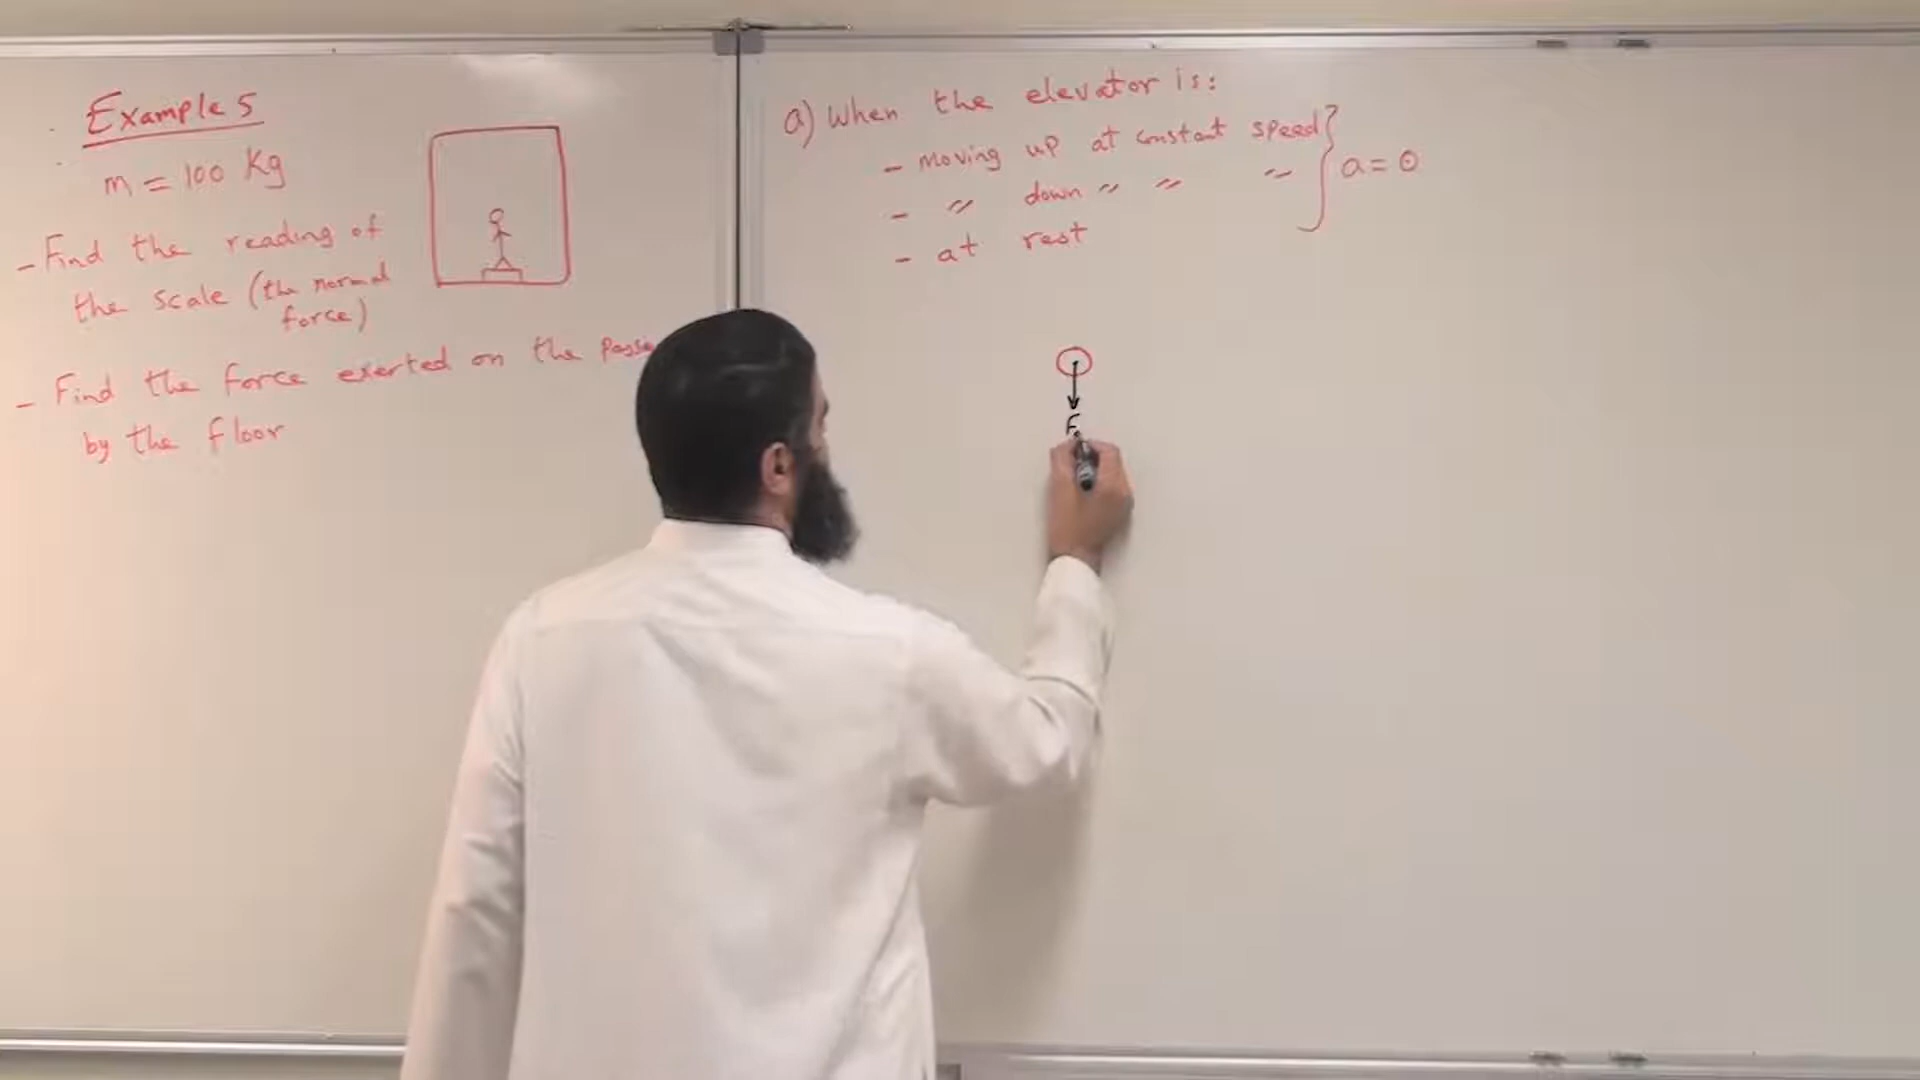 Example 5
m = 100 Kg
- Find the reading of
the scale (the normal
force)
- Find the force exerted on the
by the floor
a) When the elevator is:
- moving up at constant speed
- 〃 down 〃 〃 〃
- at rest
a = 0
F